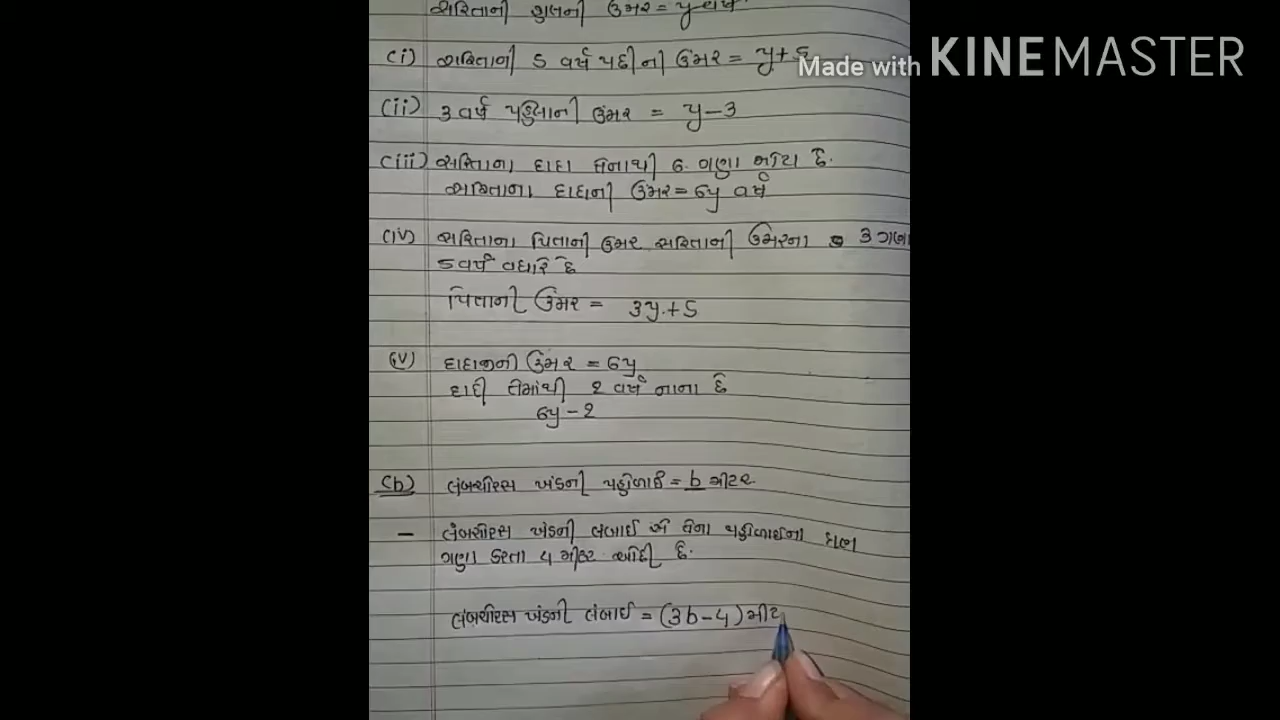 સરિતાની હાલની ઉંમર = y વર્ષ
Made with KINEMASTER
(i) સરિતાની 5 વર્ષ પછીની ઉંમર = y + 5
(ii) 3 વર્ષ પહેલાની ઉંમર = y - 3
(iii) સરિતાના દાદા તેનાથી 6 ગણા મોટા છે.
સરિતાના દાદાની ઉંમર = 6y વર્ષ
(iv) સરિતાના પિતાની ઉંમર સરિતાની ઉંમરના 3 ગણા
5 વર્ષ વધારે છે
પિતાની ઉંમર = 3y + 5
(v) દાદાજીની ઉંમર = 6y
દાદી તેમાંથી 2 વર્ષ નાના છે
6y - 2
(b) લંબચોરસ ખંડની પહોળાઈ = b મીટર
- લંબચોરસ ખંડની લંબાઈ એ તેના પહોળાઈના ત્રણ
ગણા કરતા 4 મીટર ઓછી છે.
લંબચોરસ ખંડની લંબાઈ = (3b - 4) મીટ